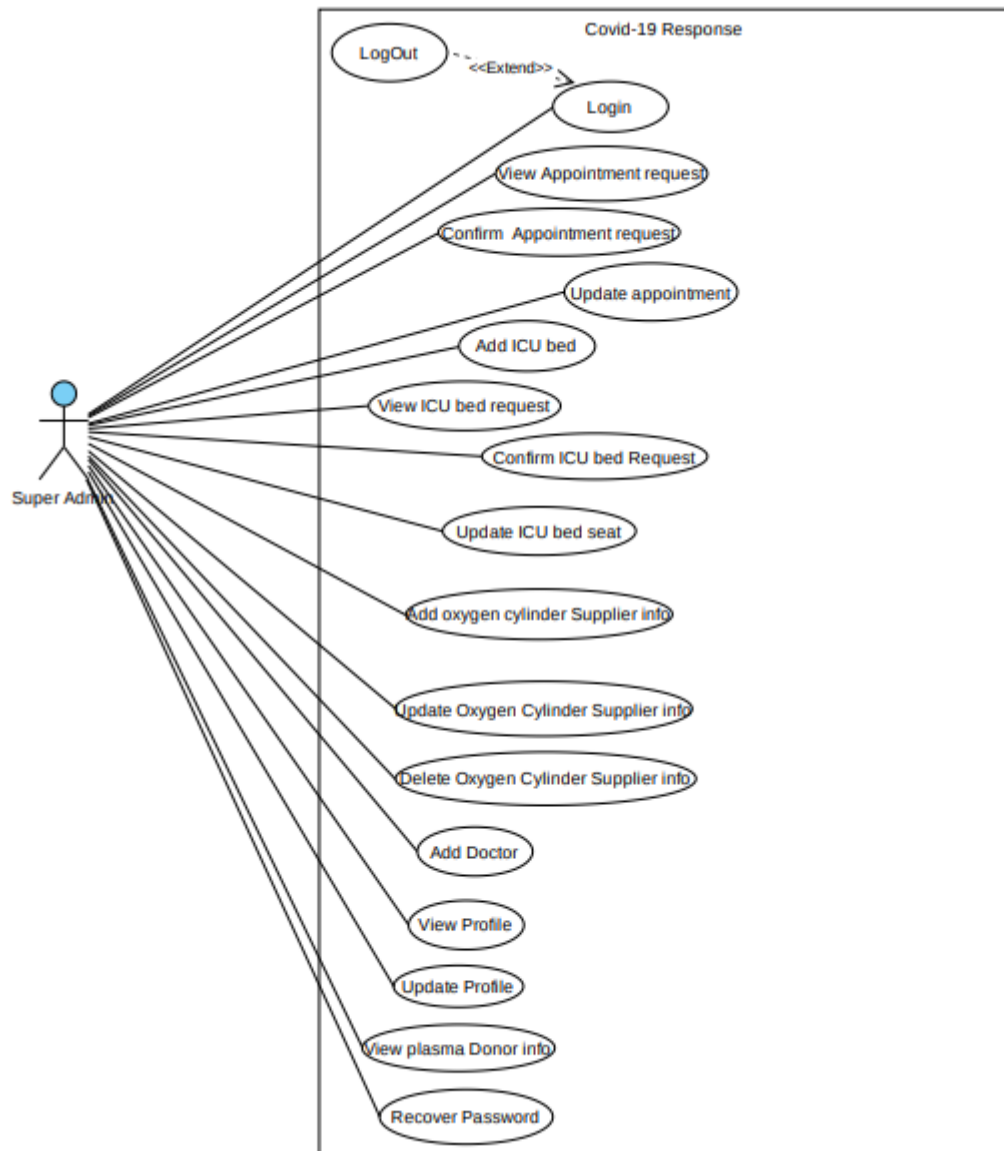 Covid-19 Response
LogOut
<<Extend>>
Login
View Appointment request
Confirm Appointment request
Update appointment
Add ICU bed
View ICU bed request
Confirm ICU bed Request
Super Admin
Update ICU bed seat
Add oxygen cylinder Supplier info
Update Oxygen Cylinder Supplier info
Delete Oxygen Cylinder Supplier info
Add Doctor
View Profile
Update Profile
View plasma Donor info
Recover Password